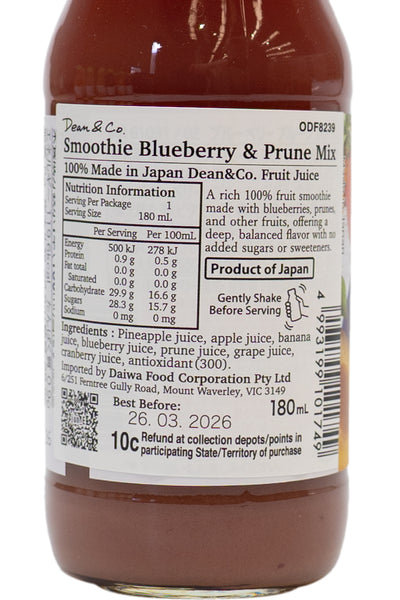 Dean & Co.
ODF8239
Smoothie Blueberry & Prune Mix
100% Made in Japan Dean&Co. Fruit Juice
Nutrition Information
Serving Per Package 1
Serving Size 180 mL
Per Serving Per 100mL
Energy 500 kJ 278 kJ
Protein 0.9 g 0.5 g
Fat total 0.0 g 0.0 g
Saturated 0.0 g 0.0 g
Carbohydrate 29.9 g 16.6 g
Sugars 28.3 g 15.7 g
Sodium 0 mg 0 mg
A rich 100% fruit smoothie
made with blueberries, prunes,
and other fruits, offering a
deep, balanced flavor with no
added sugars or sweeteners.
Product of Japan
Gently Shake
Before Serving
Ingredients : Pineapple juice, apple juice, banana
juice, blueberry juice, prune juice, grape juice,
cranberry juice, antioxidant(300).
Imported by Daiwa Food Corporation Pty Ltd
6/251 Ferntree Gully Road, Mount Waverley, VIC 3149
Best Before:
26. 03. 2026
180mL
10c Refund at collection depots/points in
participating State/Territory of purchase
4 993192 101749